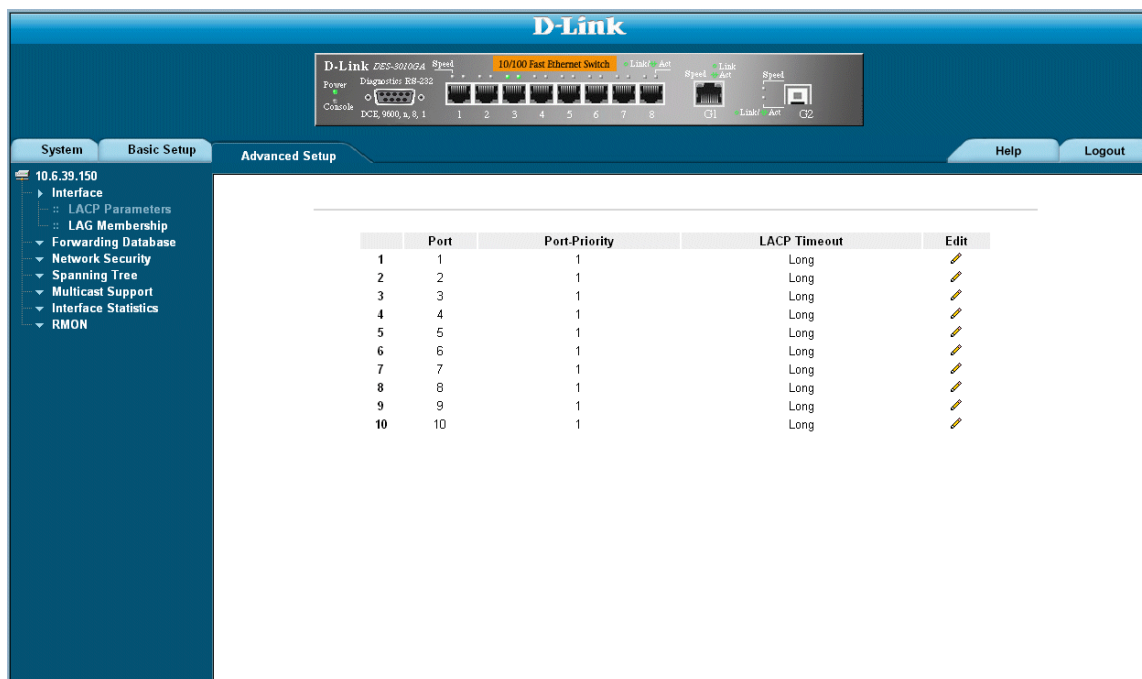 D-Link
D-Link DES-3010GA Speed 10/100 Fast Ethernet Switch Link/ Act
Speed Link Act Speed
Power Diagnostics RS-232
Console
DCE, 9600, n, 8, 1 1 2 3 4 5 6 7 8 G1 Link/ Act G2
System Basic Setup Advanced Setup Help Logout
10.6.39.150
Interface
:: LACP Parameters
:: LAG Membership
Forwarding Database
Network Security
Spanning Tree
Multicast Support
Interface Statistics
RMON
Port Port-Priority LACP Timeout Edit
1 1 1 Long
2 2 1 Long
3 3 1 Long
4 4 1 Long
5 5 1 Long
6 6 1 Long
7 7 1 Long
8 8 1 Long
9 9 1 Long
10 10 1 Long